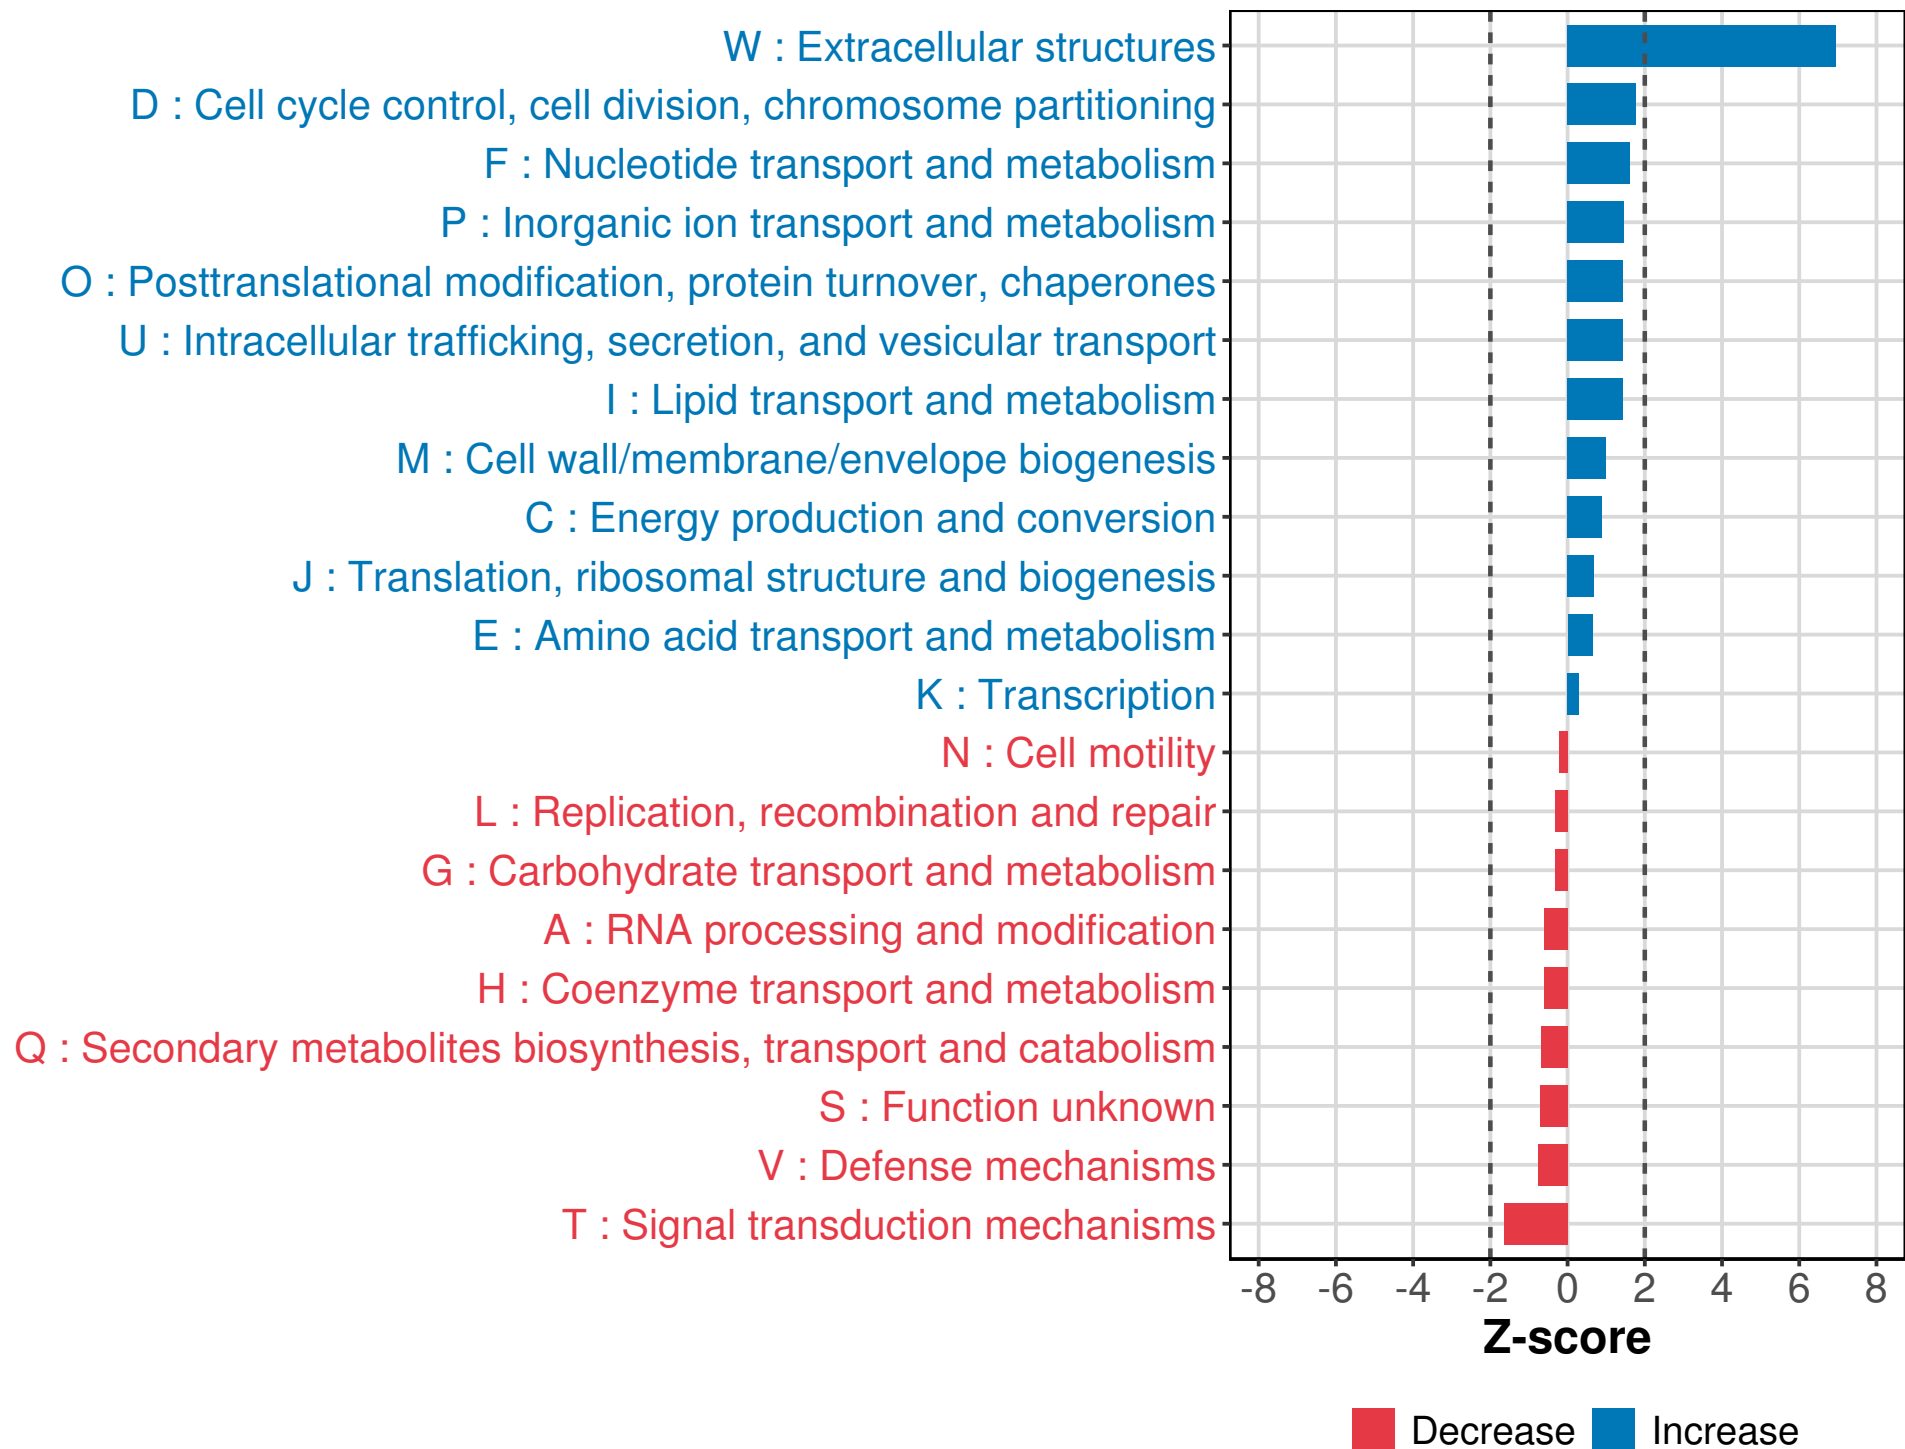 W : Extracellular structures
D : Cell cycle control, cell division, chromosome partitioning
F : Nucleotide transport and metabolism
P : Inorganic ion transport and metabolism
O : Posttranslational modification, protein turnover, chaperones
U : Intracellular trafficking, secretion, and vesicular transport
I : Lipid transport and metabolism
M : Cell wall/membrane/envelope biogenesis
C : Energy production and conversion
J : Translation, ribosomal structure and biogenesis
E : Amino acid transport and metabolism
K : Transcription
N : Cell motility
L : Replication, recombination and repair
G : Carbohydrate transport and metabolism
A : RNA processing and modification
H : Coenzyme transport and metabolism
Q : Secondary metabolites biosynthesis, transport and catabolism
S : Function unknown
V : Defense mechanisms
T : Signal transduction mechanisms
-8 -6 -4 -2 0 2 4 6 8
Z-score
Decrease Increase